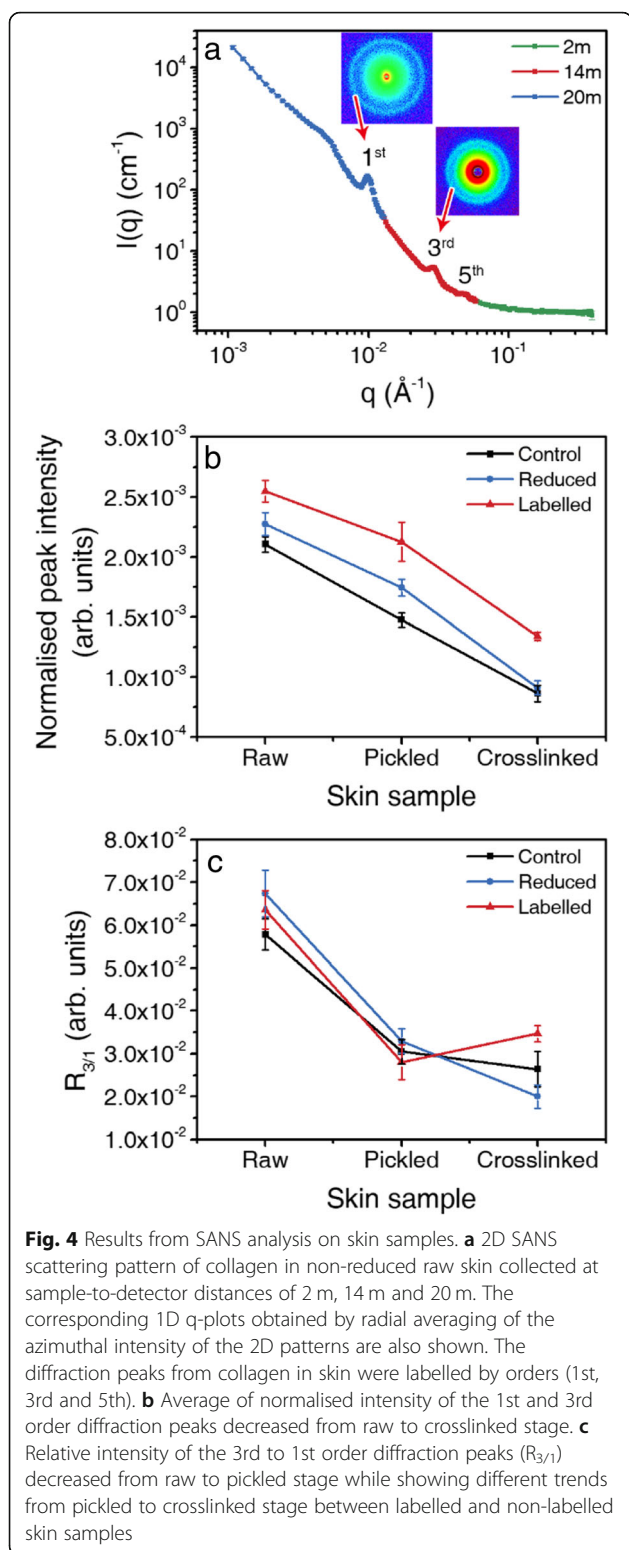 a
2m
14m
20m
10⁴
10³
10²
10¹
10⁰
I(q) (cm⁻¹)
1ˢᵗ
3ʳᵈ
5ᵗʰ
10⁻³
10⁻²
10⁻¹
q (Å⁻¹)
b
Control
Reduced
Labelled
3.0x10⁻³
2.5x10⁻³
2.0x10⁻³
1.5x10⁻³
1.0x10⁻³
5.0x10⁻⁴
Normalised peak intensity
(arb. units)
Raw
Pickled
Crosslinked
Skin sample
c
Control
Reduced
Labelled
8.0x10⁻²
7.0x10⁻²
6.0x10⁻²
5.0x10⁻²
4.0x10⁻²
3.0x10⁻²
2.0x10⁻²
1.0x10⁻²
R₃/₁ (arb. units)
Raw
Pickled
Crosslinked
Skin sample
Fig. 4 Results from SANS analysis on skin samples. a 2D SANS
scattering pattern of collagen in non-reduced raw skin collected at
sample-to-detector distances of 2 m, 14 m and 20 m. The
corresponding 1D q-plots obtained by radial averaging of the
azimuthal intensity of the 2D patterns are also shown. The
diffraction peaks from collagen in skin were labelled by orders (1st,
3rd and 5th). b Average of normalised intensity of the 1st and 3rd
order diffraction peaks decreased from raw to crosslinked stage. c
Relative intensity of the 3rd to 1st order diffraction peaks (R₃/₁)
decreased from raw to pickled stage while showing different trends
from pickled to crosslinked stage between labelled and non-labelled
skin samples